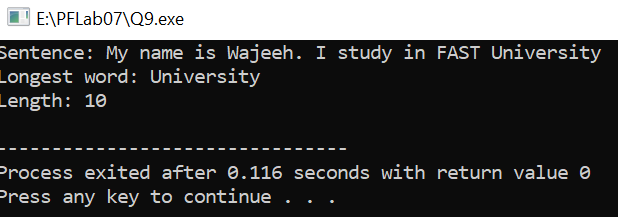 E:\PFLab07\Q9.exe
Sentence: My name is Wajeeh. I study in FAST University
Longest word: University
Length: 10
--------------------------------
Process exited after 0.116 seconds with return value 0
Press any key to continue . . .